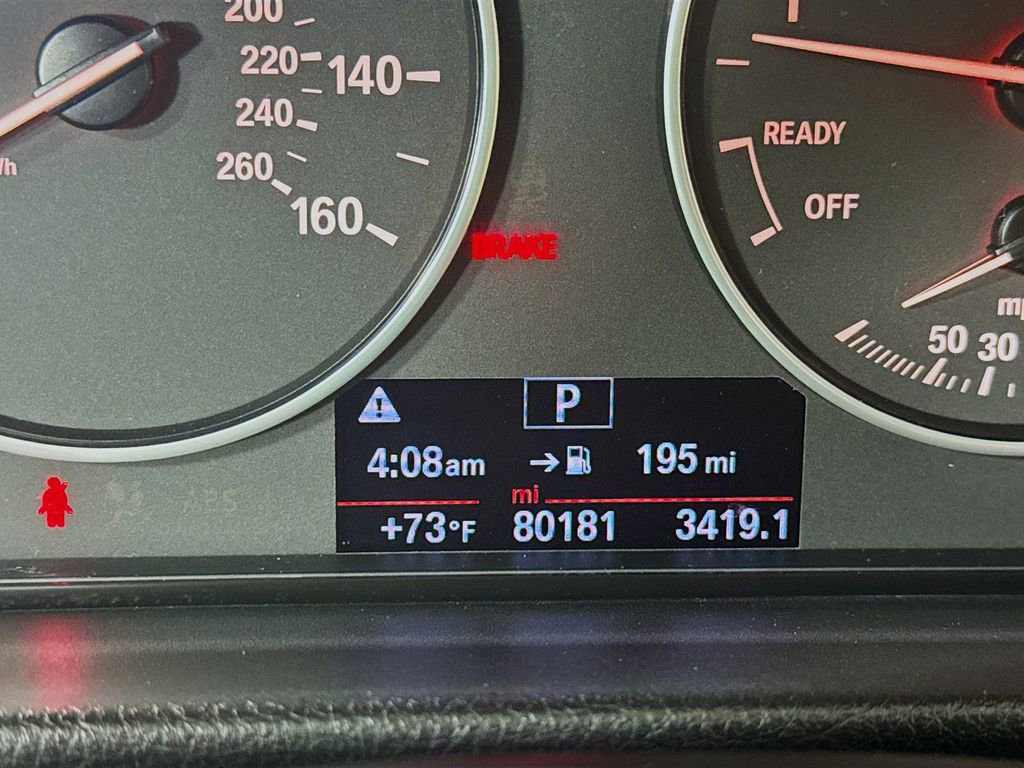 200
220
140
240
260
160
READY
OFF
BRAKE
50 30
P
4:08am 195 mi
mi
+73°F 80181 3419.1